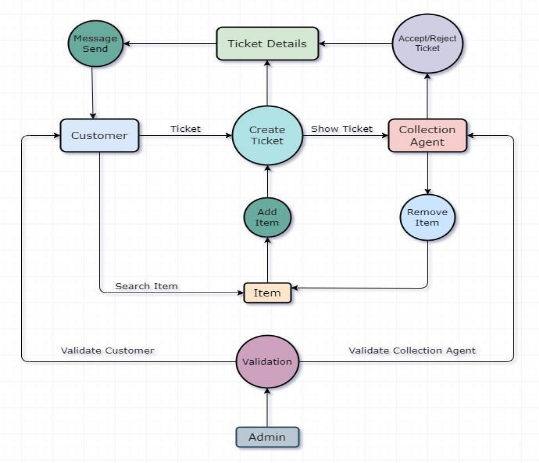 Message
Send
Ticket Details
Accept/Reject
Ticket
Customer
Ticket
Create
Ticket
Show Ticket
Collection
Agent
Add
Item
Remove
Item
Search Item
Item
Validate Customer
Validation
Validate Collection Agent
Admin